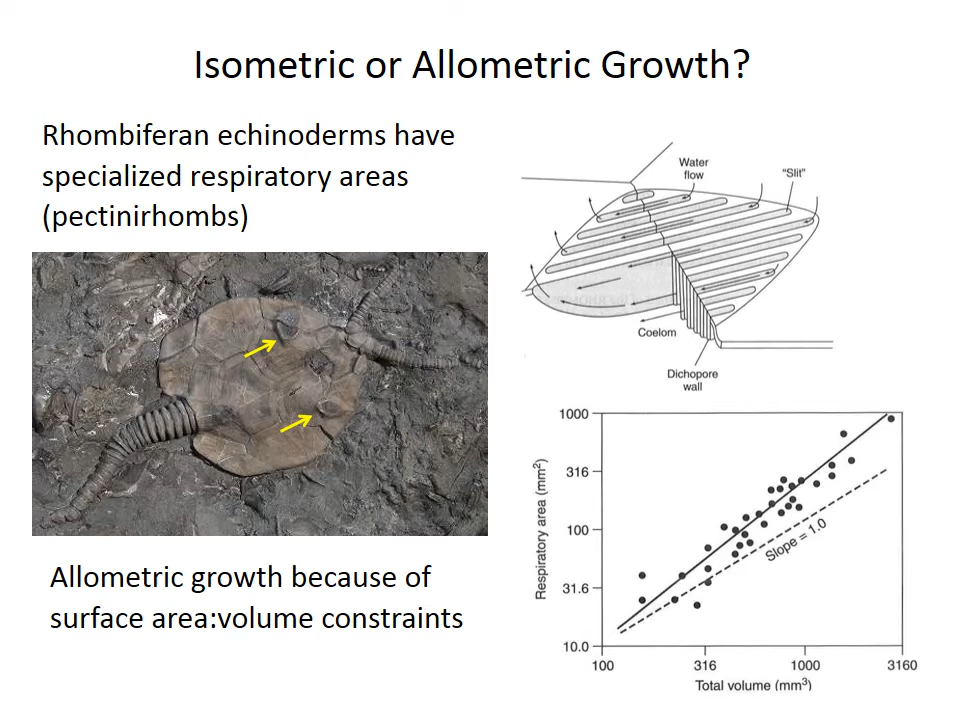 Isometric or Allometric Growth?
Rhombiferan echinoderms have
specialized respiratory areas
(pectinirhombs)
Water
flow
"Slit"
Coelom
Dichopore
wall
Allometric growth because of
surface area:volume constraints
1000
316
100
31.6
10.0
Respiratory area (mm²)
Slope = 1.0
100
316
1000
3160
Total volume (mm³)